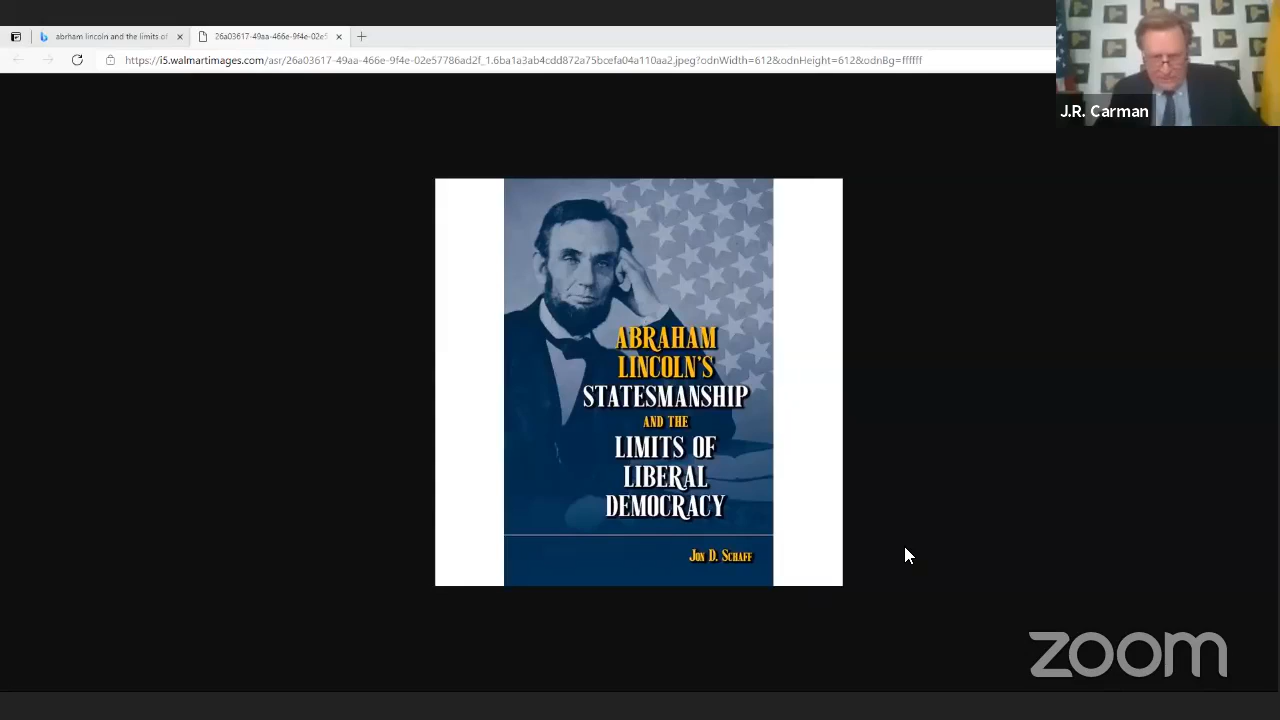 abrham lincoln and the limits of
26a03617-49aa-466e-9f4e-02e5
https://i5.walmartimages.com/asr/26a03617-49aa-466e-9f4e-02e57786ad2f_1.6ba1a3ab4cdd872a75bcefa04a110aa2.jpeg?odnWidth=612&odnHeight=612&odnBg=ffffff
J.R. Carman
ABRAHAM
LINCOLN'S
STATESMANSHIP
AND THE
LIMITS OF
LIBERAL
DEMOCRACY
JON D. SCHAFF
zoom